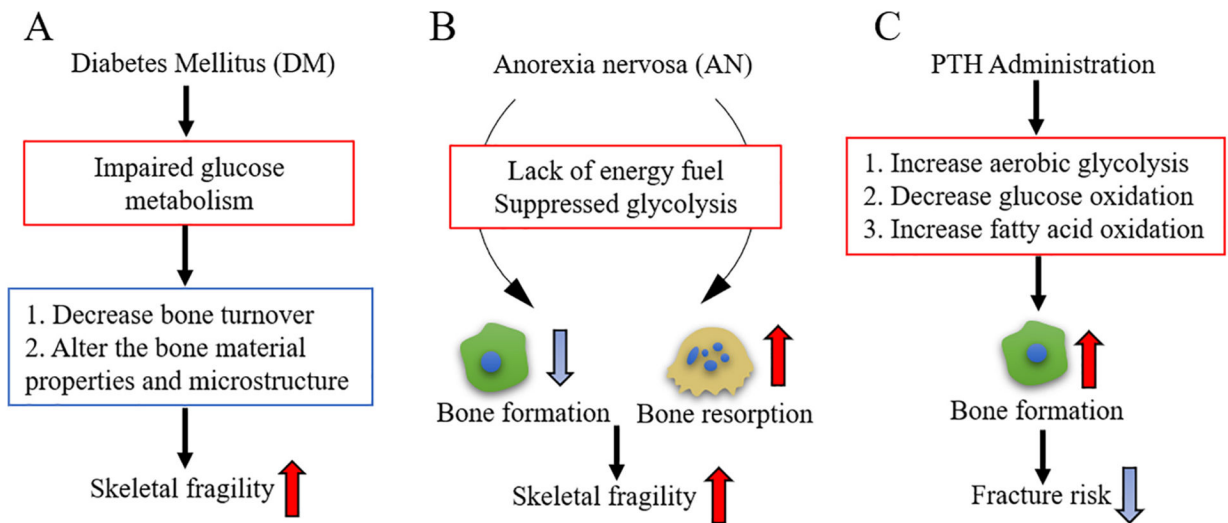 A
Diabetes Mellitus (DM)
Impaired glucose
metabolism
1. Decrease bone turnover
2. Alter the bone material
properties and microstructure
Skeletal fragility
B
Anorexia nervosa (AN)
Lack of energy fuel
Suppressed glycolysis
Bone formation
Bone resorption
Skeletal fragility
C
PTH Administration
1. Increase aerobic glycolysis
2. Decrease glucose oxidation
3. Increase fatty acid oxidation
Bone formation
Fracture risk